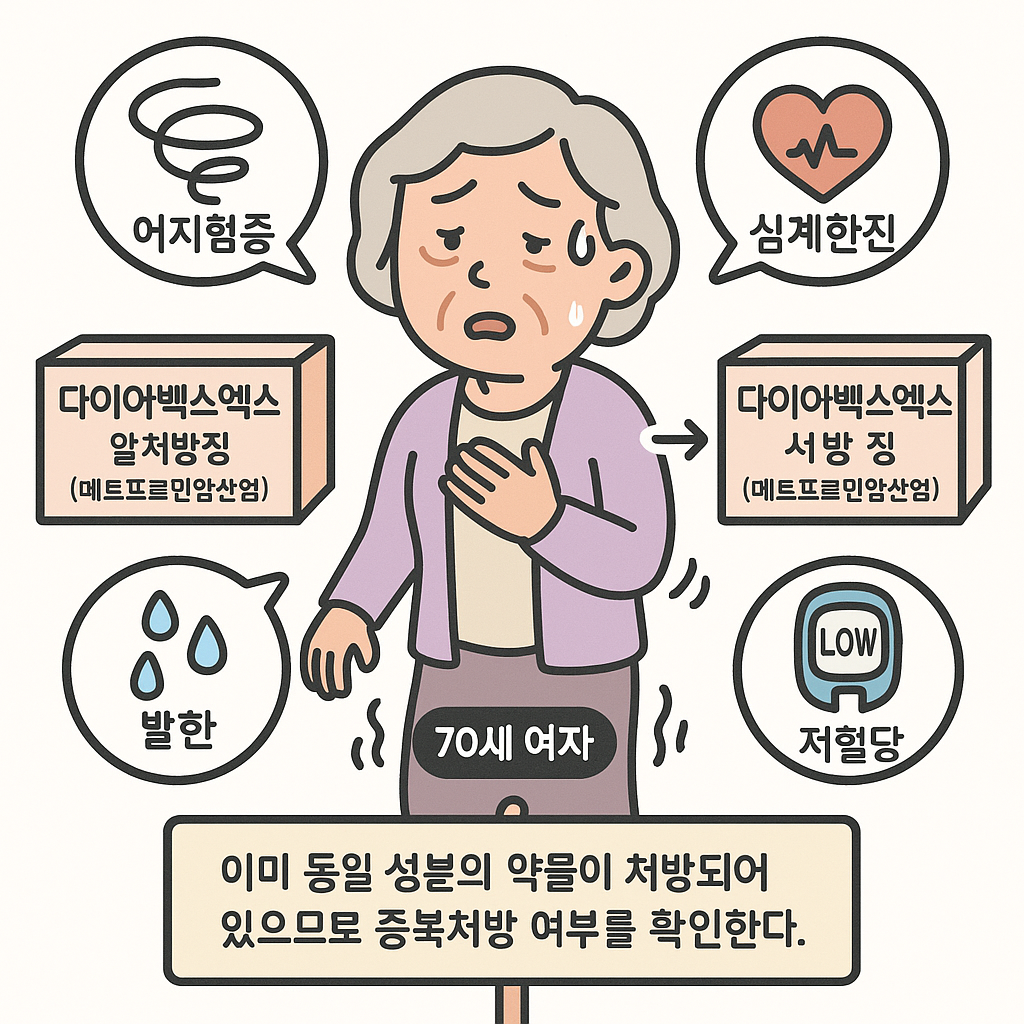 어지험증
심계한진
다이아벡스엑스
알처방징
(메트프르민암산엄)
다이아벡스엑스
서방 징
(메트프르민암산엄)
발한
LOW
저혈당
70세 여자
이미 동일 성분의 약물이 처방되어
있으므로 중복처방 여부를 확인한다.